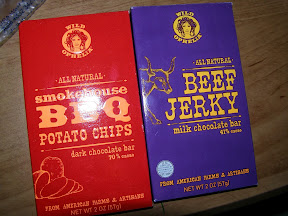 WILD
OPHELIA
ALL NATURAL
smokehouse
BBQ
POTATO CHIPS
dark chocolate bar
70% cacao
FROM AMERICAN FARMS & ARTISANS
NET WT 2 OZ (57g)
WILD
OPHELIA
ALL NATURAL
BEEF
JERKY
milk chocolate bar
41% cacao
FROM AMERICAN FARMS & ARTISANS
NET WT 2 OZ (57g)